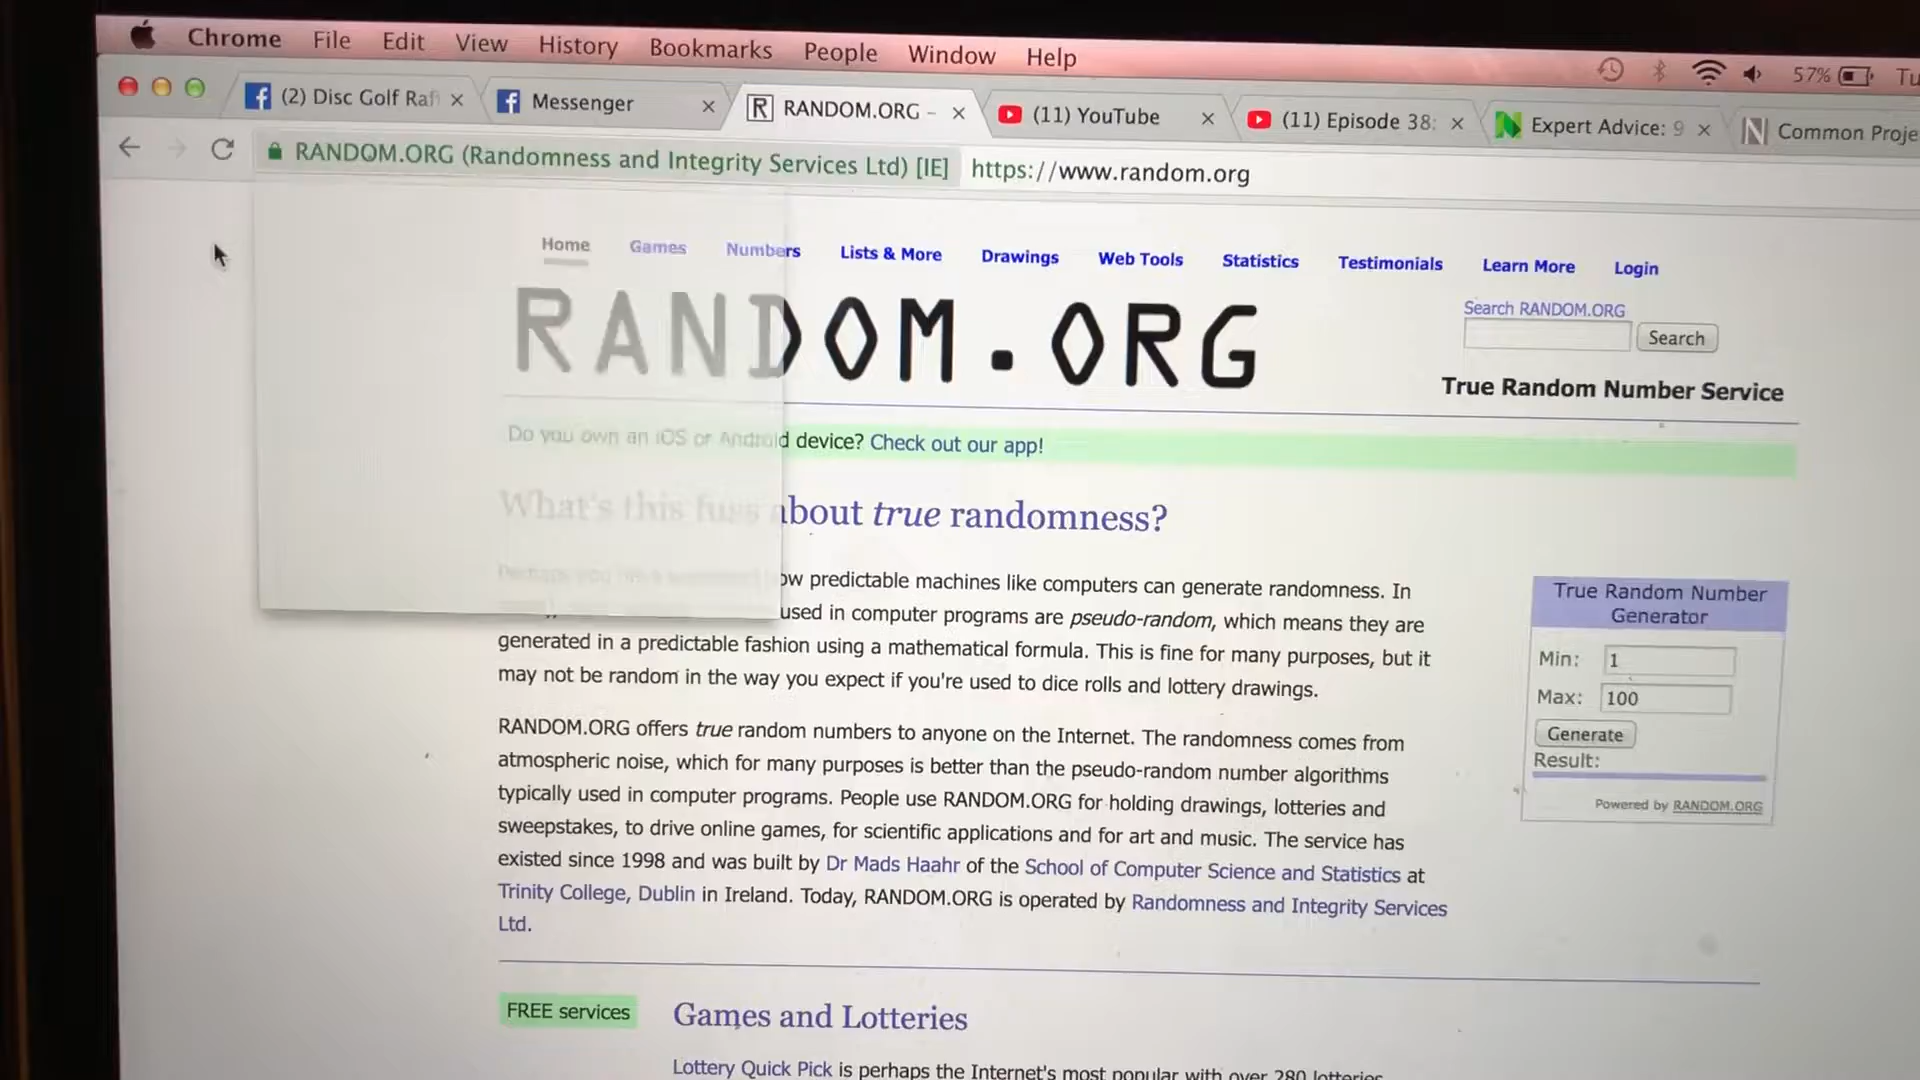 Chrome File Edit View History Bookmarks People Window Help 57% Tu
(2) Disc Golf Raf Messenger RANDOM.ORG – (11) YouTube (11) Episode 38: Expert Advice: 9 Common Proje
RANDOM.ORG (Randomness and Integrity Services Ltd) [IE] https://www.random.org
Home Games Numbers Lists & More Drawings Web Tools Statistics Testimonials Learn More Login
RANDOM.ORG
Search RANDOM.ORG
Search
True Random Number Service
Do you own an iOS or Android device? Check out our app!
What's this fuss about true randomness?
ow predictable machines like computers can generate randomness. In
used in computer programs are pseudo-random, which means they are
generated in a predictable fashion using a mathematical formula. This is fine for many purposes, but it
may not be random in the way you expect if you're used to dice rolls and lottery drawings.
True Random Number
Generator
Min: 1
Max: 100
Generate
Result:
Powered by RANDOM.ORG
RANDOM.ORG offers true random numbers to anyone on the Internet. The randomness comes from
atmospheric noise, which for many purposes is better than the pseudo-random number algorithms
typically used in computer programs. People use RANDOM.ORG for holding drawings, lotteries and
sweepstakes, to drive online games, for scientific applications and for art and music. The service has
existed since 1998 and was built by Dr Mads Haahr of the School of Computer Science and Statistics at
Trinity College, Dublin in Ireland. Today, RANDOM.ORG is operated by Randomness and Integrity Services
Ltd.
FREE services
Games and Lotteries
Lottery Quick Pick is perhaps the Internet's most popular with over 280 lotteries